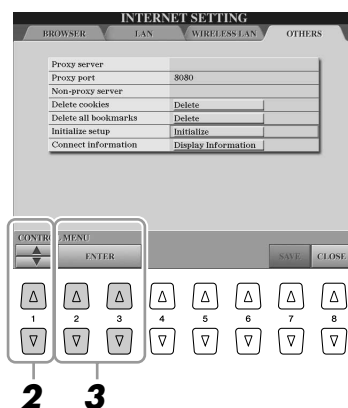 INTERNET SETTING
BROWSER LAN WIRELESS LAN OTHERS
Proxy server
Proxy port 8080
Non-proxy server
Delete cookies Delete
Delete all bookmarks Delete
Initialize setup Initialize
Connect information Display Information
CONTROL MENU
ENTER SAVE CLOSE
1 2 3 4 5 6 7 8
2 3